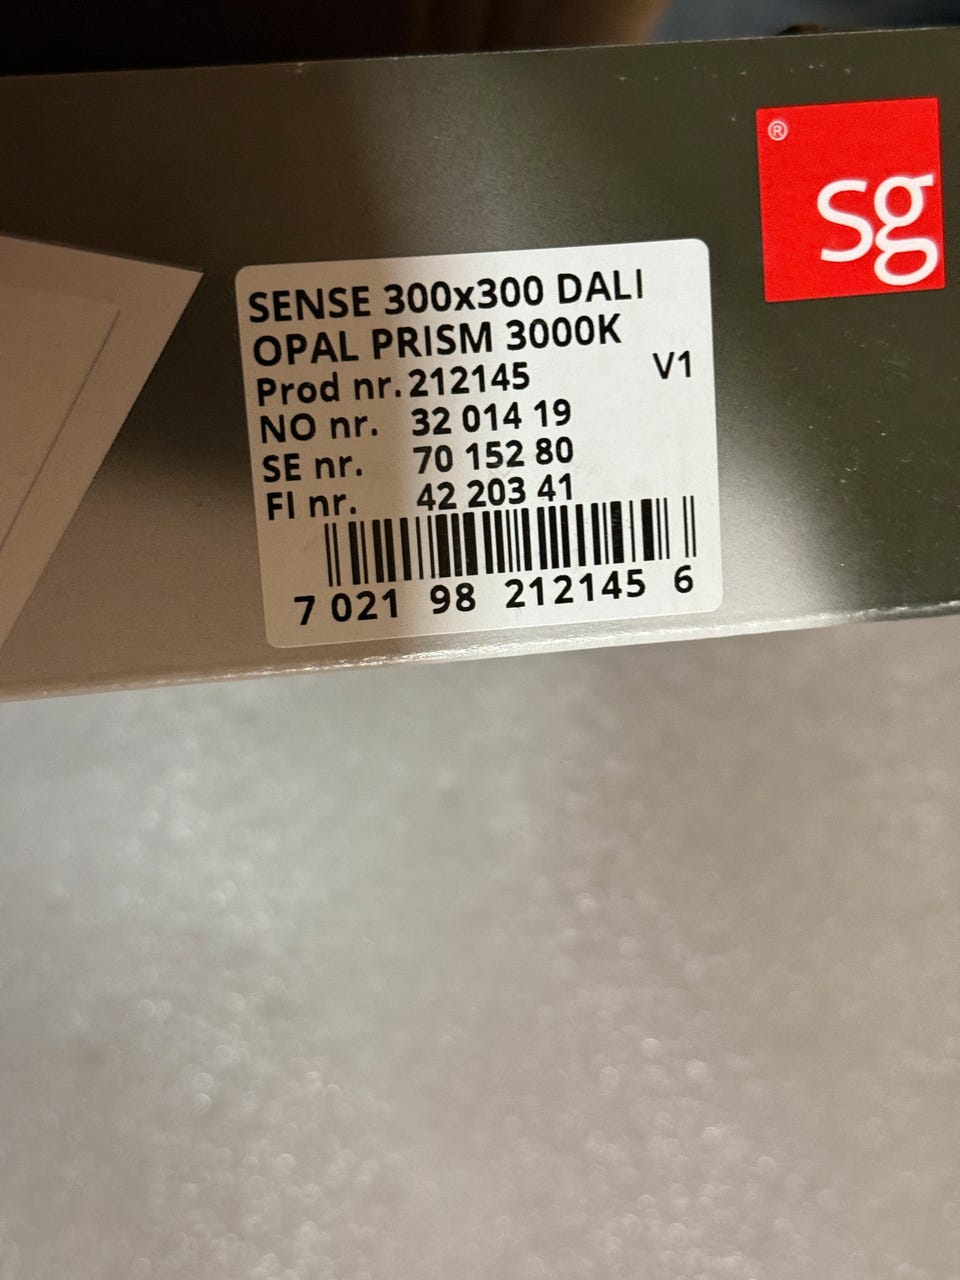 ®
sg
SENSE 300x300 DALI
OPAL PRISM 3000K
Prod nr. 212145 V1
NO nr. 32 014 19
SE nr. 70 152 80
FI nr. 42 203 41
7 021 98 212145 6